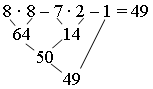 8 · 8 – 7 · 2 – 1 = 49
64 14
50
49